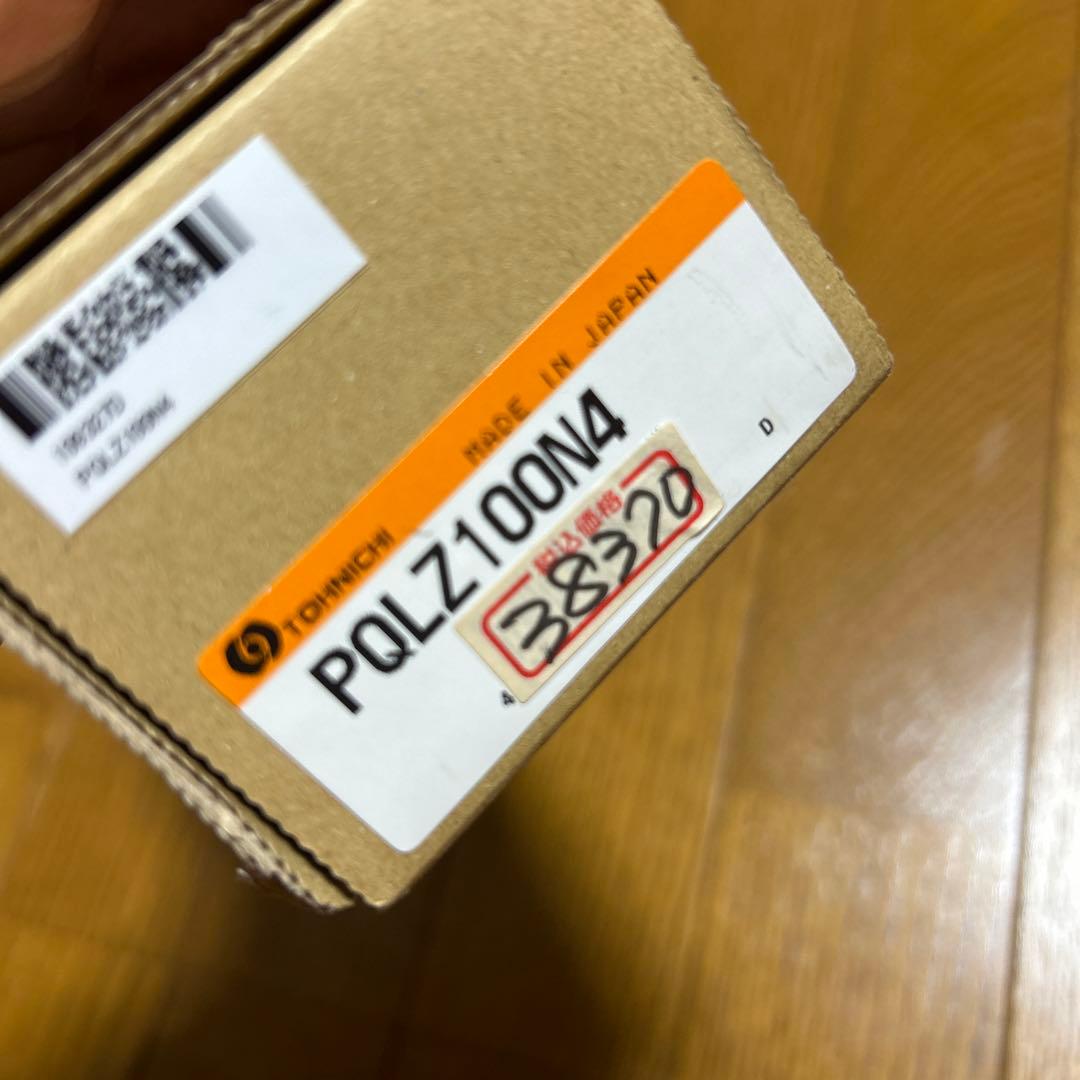 TOHNICHI MADE IN JAPAN
PQLZ100N4
税込価格
38320
A
D
PQLZ100N4